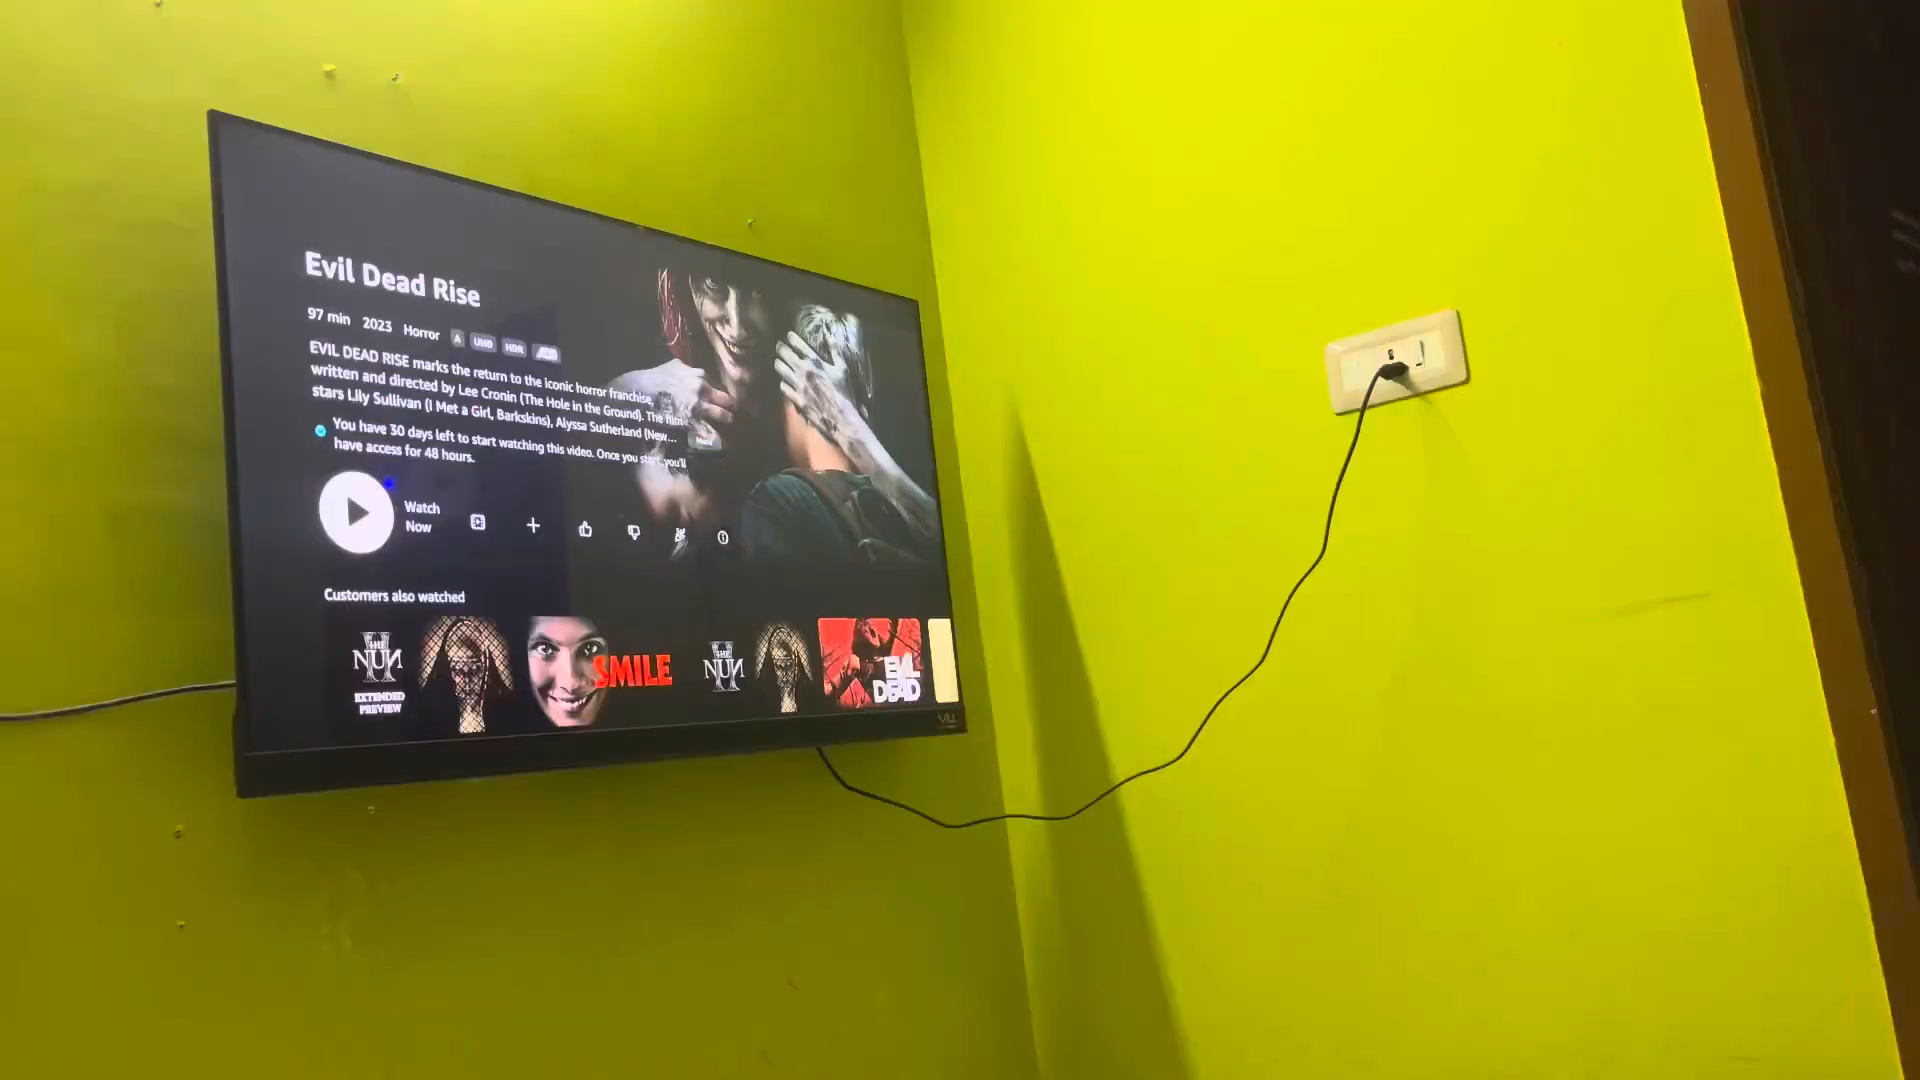 Evil Dead Rise
97 min 2023 Horror A UHD HDR
EVIL DEAD RISE marks the return to the iconic horror franchise,
written and directed by Lee Cronin (The Hole in the Ground). The film
stars Lily Sullivan (I Met a Girl, Barkskins), Alyssa Sutherland (New...
More
You have 30 days left to start watching this video. Once you start, you'll
have access for 48 hours.
Watch
Now
Customers also watched
THE
NUN
II
EXTENDED
PREVIEW
SMILE
THE
NUN
II
EVIL
DEAD
VU